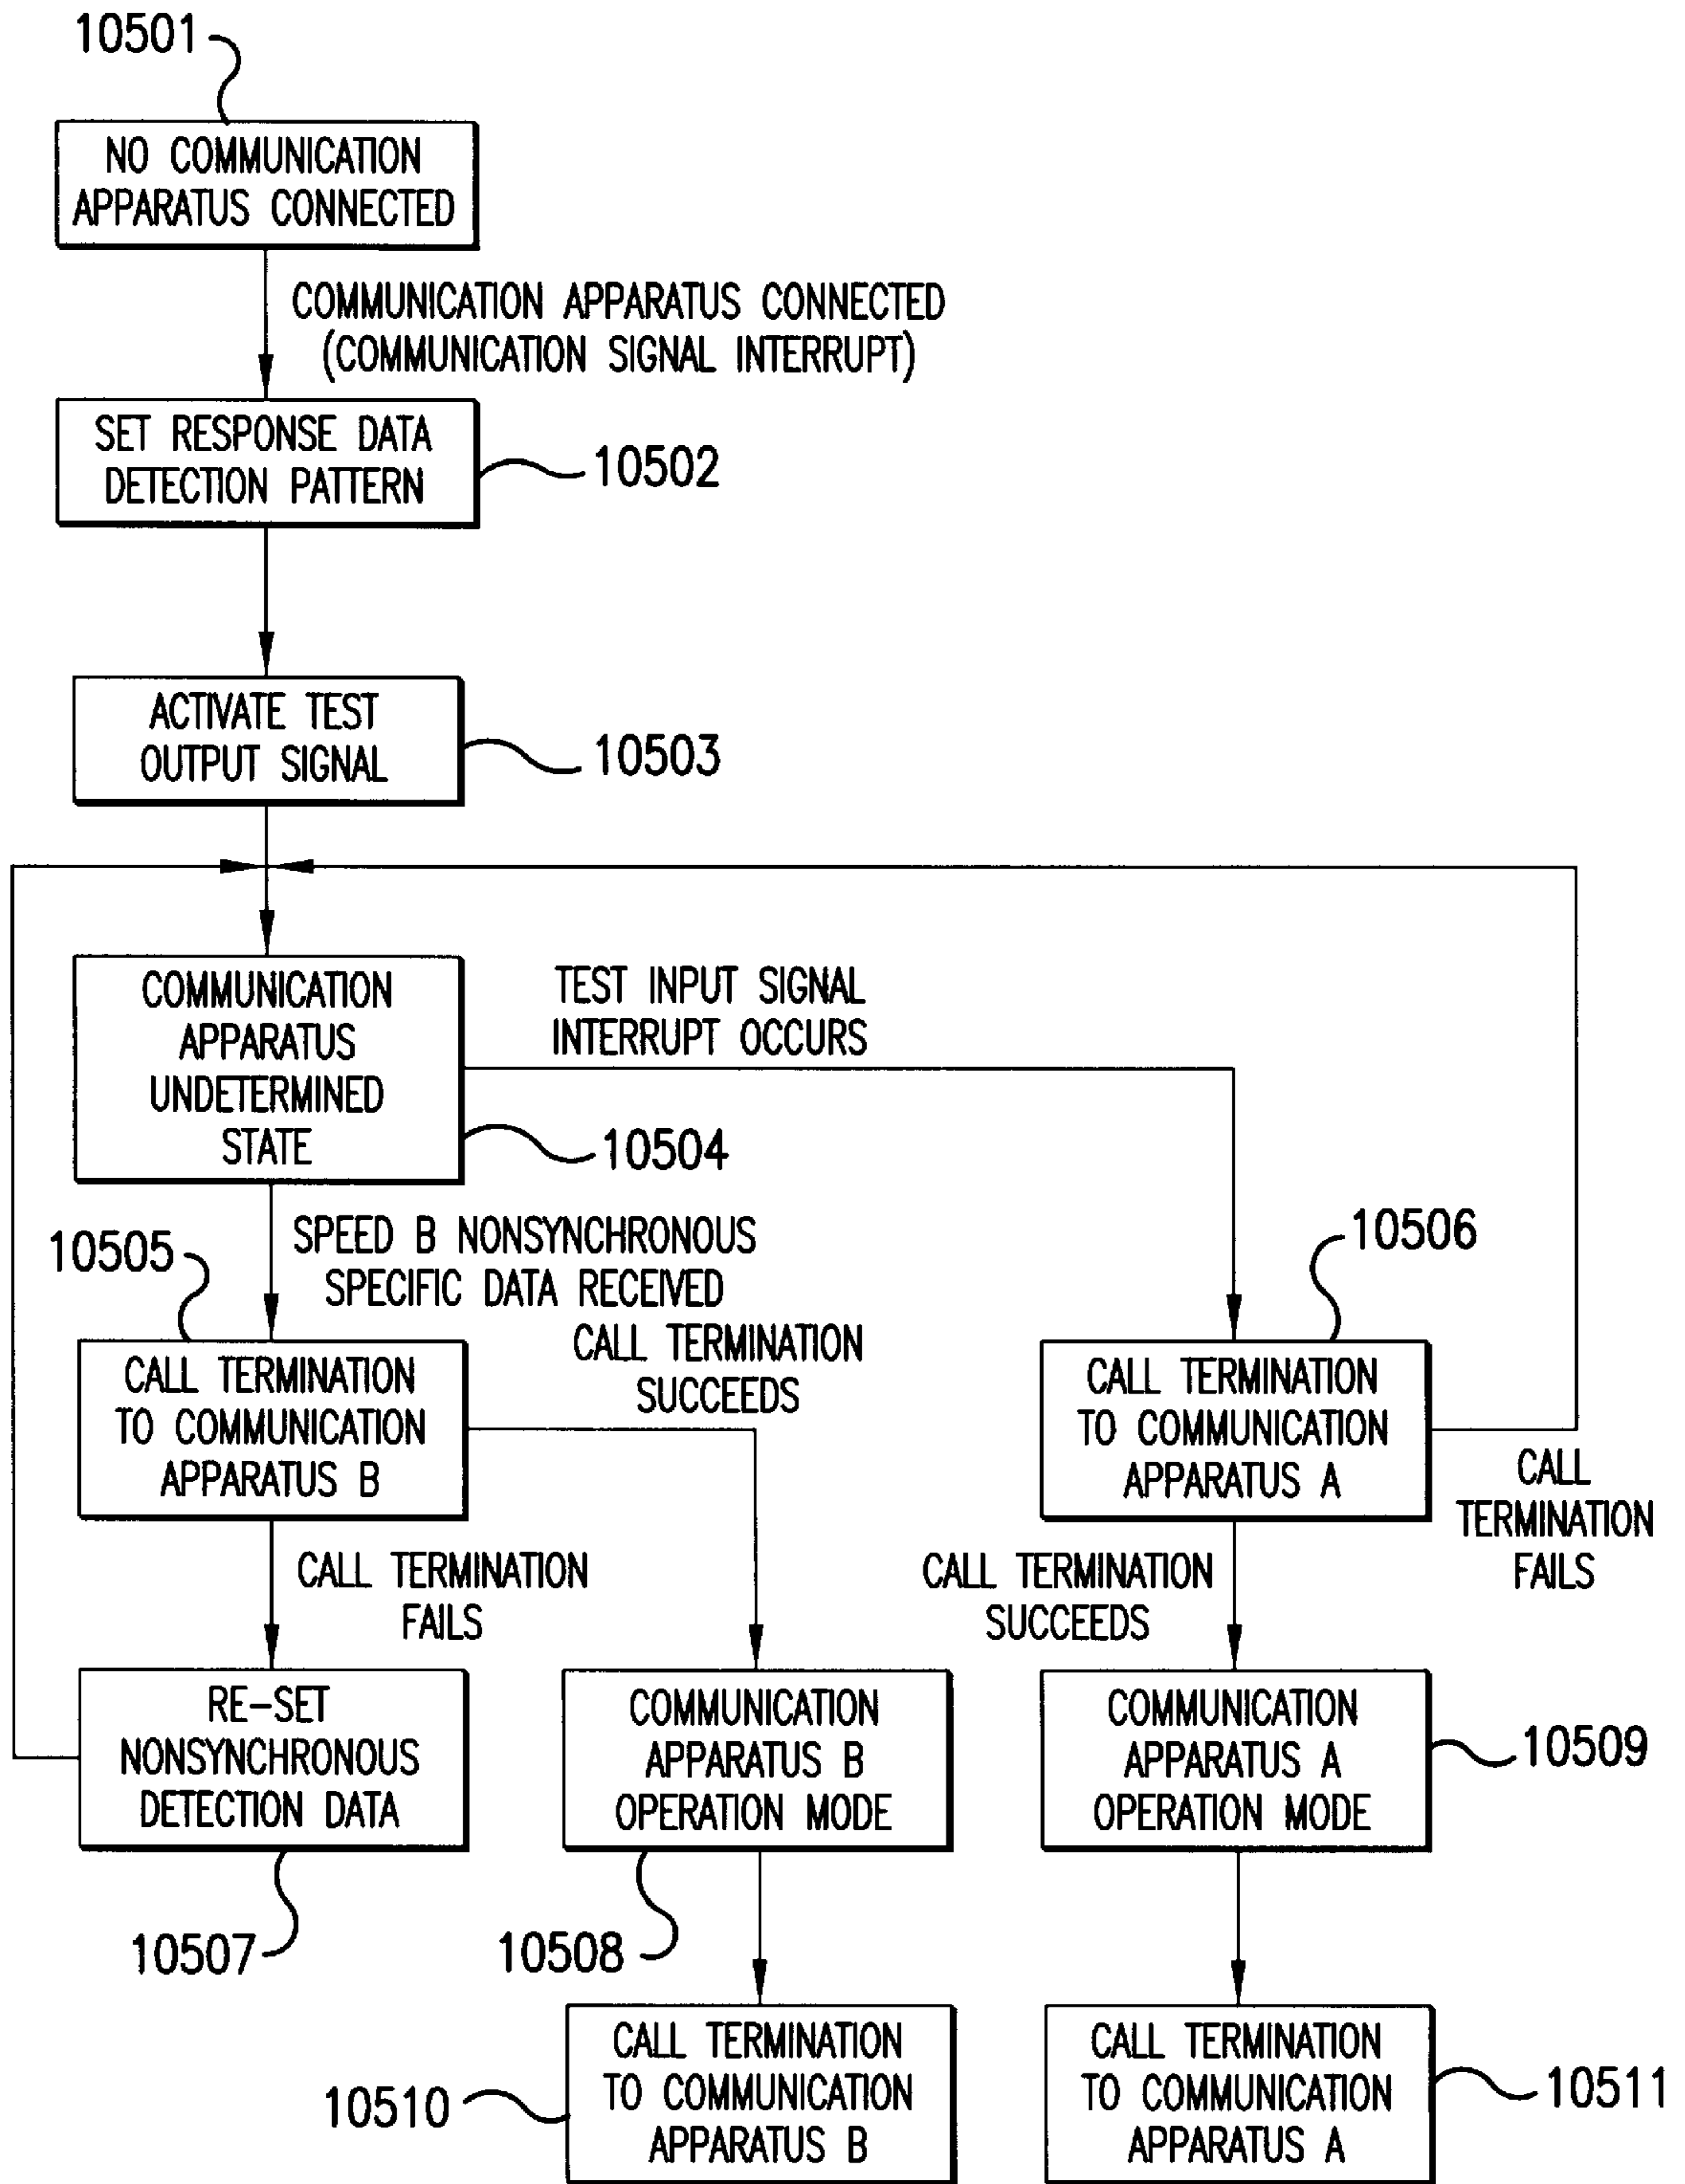 10501
NO COMMUNICATION
APPARATUS CONNECTED
COMMUNICATION APPARATUS CONNECTED
(COMMUNICATION SIGNAL INTERRUPT)
SET RESPONSE DATA
DETECTION PATTERN
10502
ACTIVATE TEST
OUTPUT SIGNAL
10503
COMMUNICATION
APPARATUS
UNDETERMINED
STATE
10504
TEST INPUT SIGNAL
INTERRUPT OCCURS
SPEED B NONSYNCHRONOUS
SPECIFIC DATA RECEIVED
10505
CALL TERMINATION
TO COMMUNICATION
APPARATUS B
CALL TERMINATION
SUCCEEDS
10506
CALL TERMINATION
TO COMMUNICATION
APPARATUS A
CALL
TERMINATION
FAILS
CALL TERMINATION
FAILS
CALL TERMINATION
SUCCEEDS
RE-SET
NONSYNCHRONOUS
DETECTION DATA
10507
COMMUNICATION
APPARATUS B
OPERATION MODE
10508
COMMUNICATION
APPARATUS A
OPERATION MODE
10509
CALL TERMINATION
TO COMMUNICATION
APPARATUS B
10510
CALL TERMINATION
TO COMMUNICATION
APPARATUS A
10511